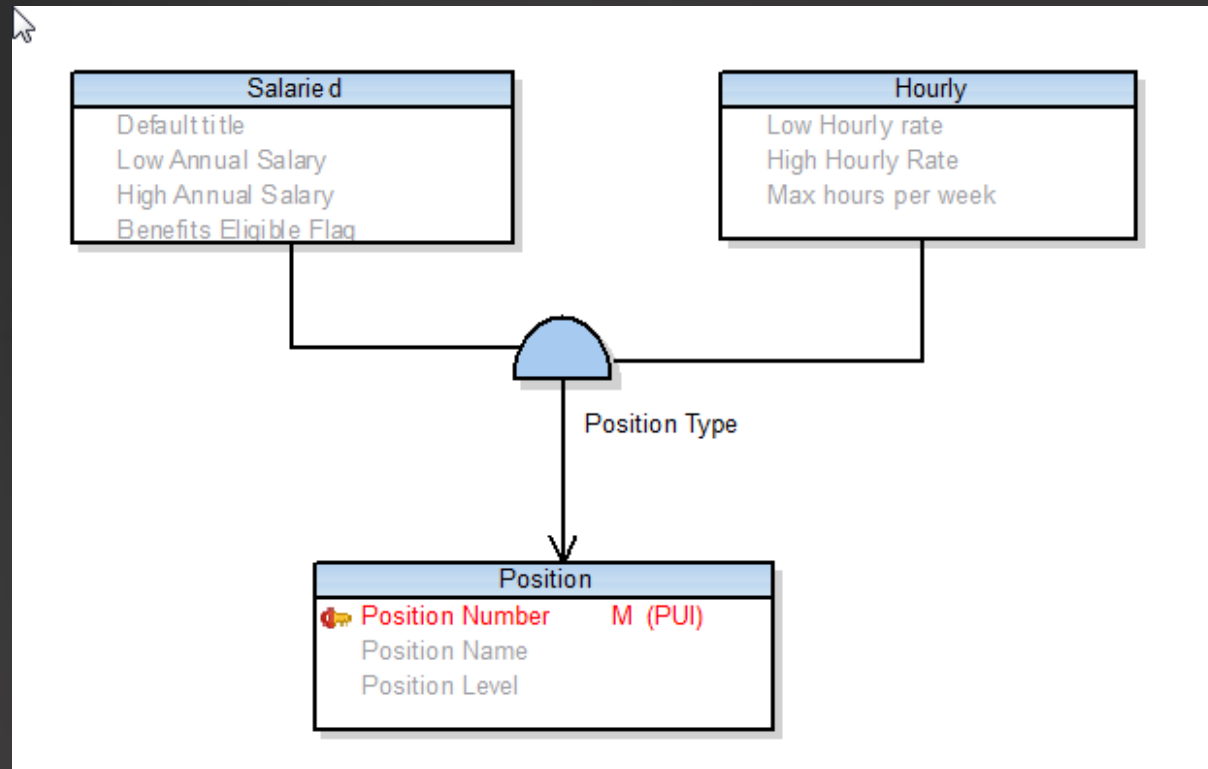 Salaried
Default title
Low Annual Salary
High Annual Salary
Benefits Eligible Flag
Hourly
Low Hourly rate
High Hourly Rate
Max hours per week
Position Type
Position
Position Number M (PUI)
Position Name
Position Level